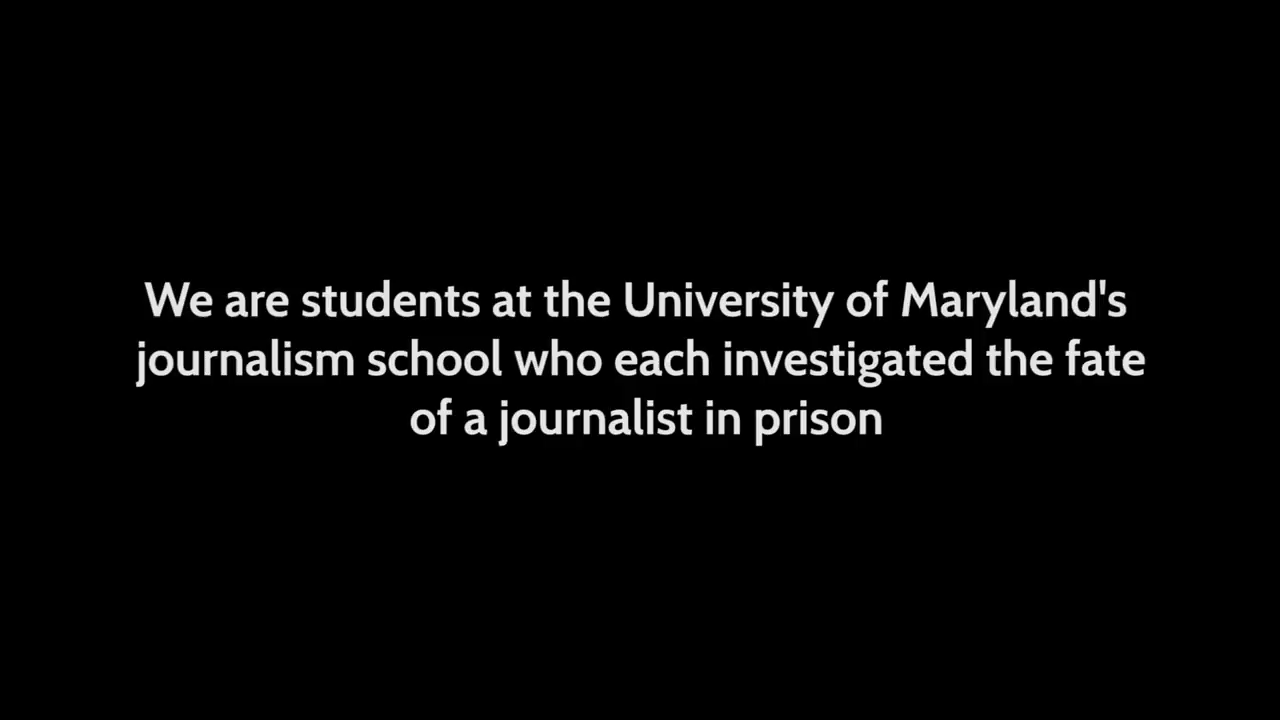 We are students at the University of Maryland's
journalism school who each investigated the fate
of a journalist in prison